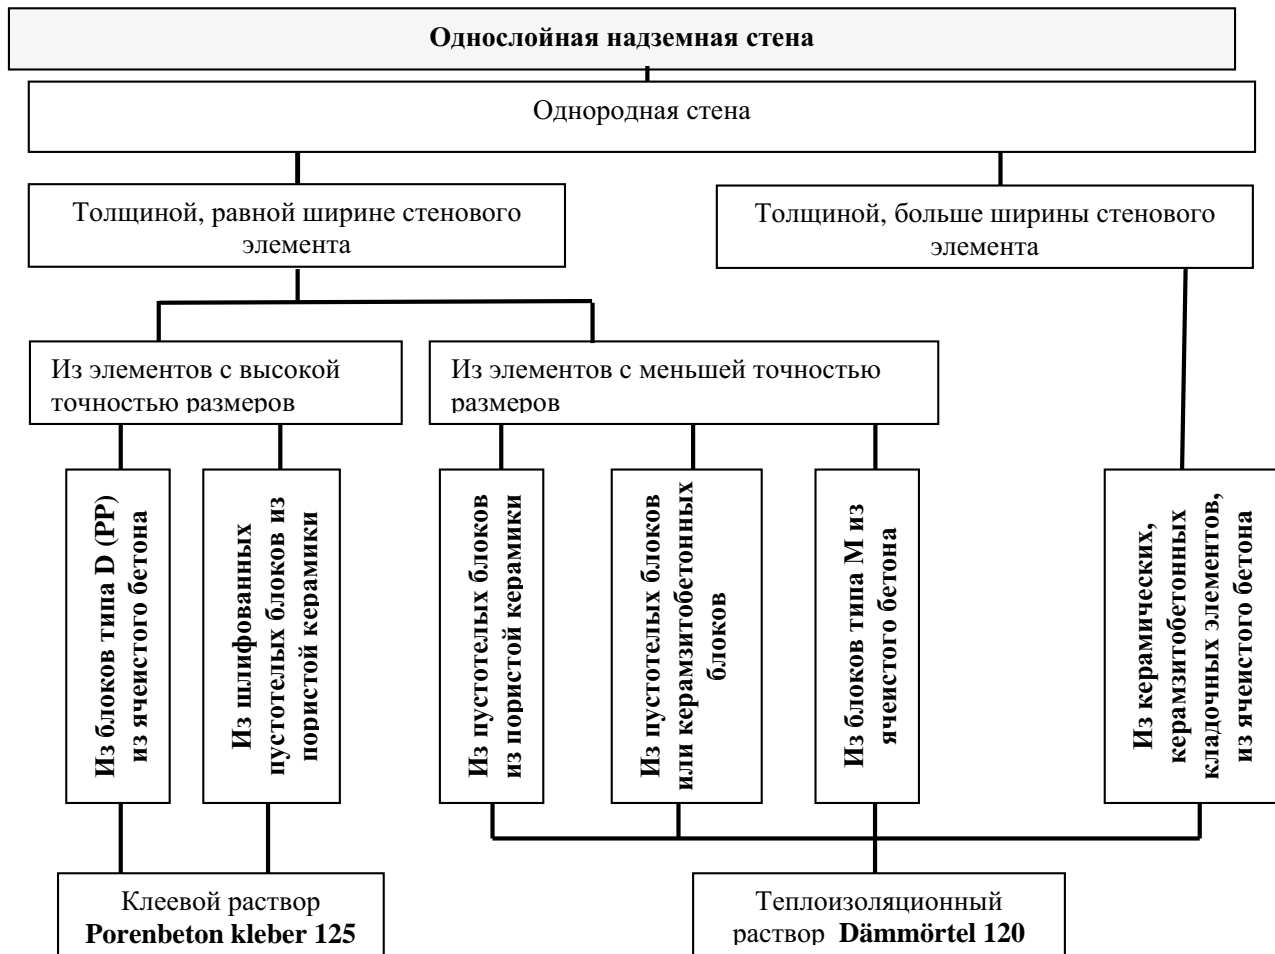 Однослойная надземная стена
Однородная стена
Толщиной, равной ширине стенового
элемента
Толщиной, больше ширины стенового
элемента
Из элементов с высокой
точностью размеров
Из элементов с меньшей точностью
размеров
Из блоков типа D (PP)
из ячеистого бетона
Из шлифованных
пустотелых блоков из
пористой керамики
Из пустотелых блоков
из пористой керамики
Из пустотелых блоков
или керамзитобетонных
блоков
Из блоков типа М из
ячеистого бетона
Из керамических,
керамзитобетонных
кладочных элементов,
из ячеистого бетона
Клеевой раствор
Porenbeton kleber 125
Теплоизоляционный
раствор Dämmörtel 120